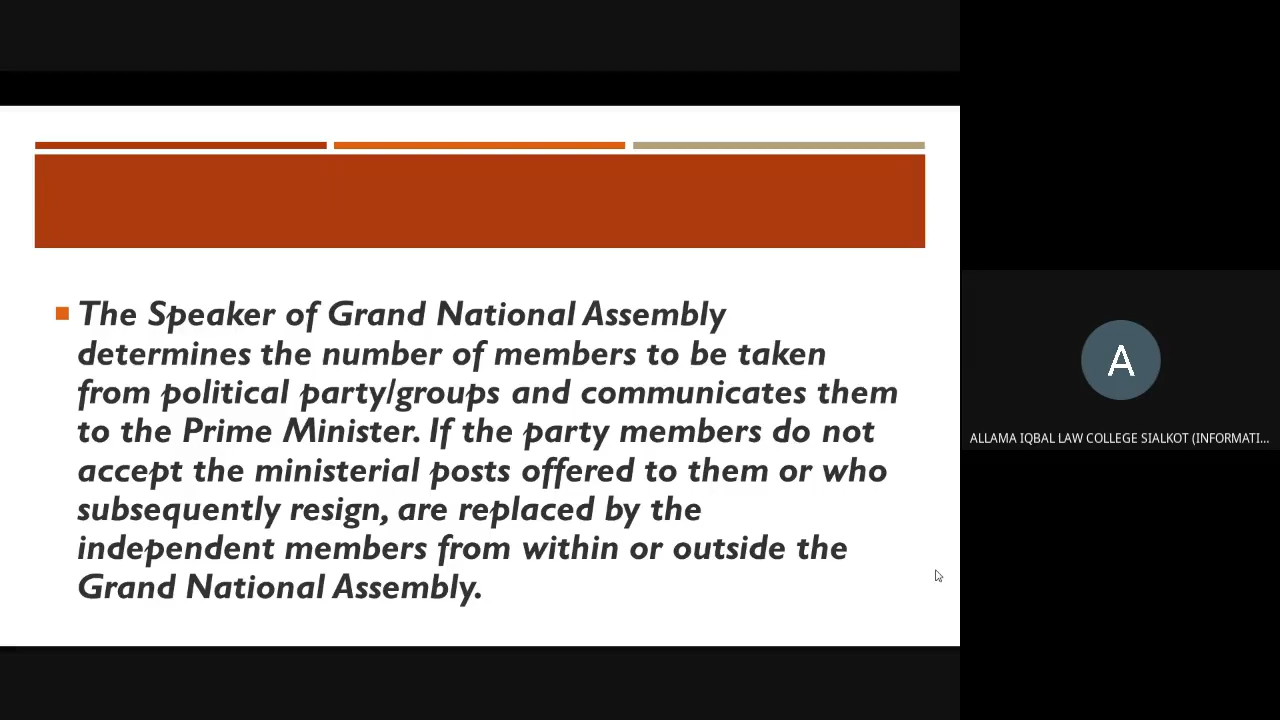 The Speaker of Grand National Assembly
determines the number of members to be taken
from political party/groups and communicates them
to the Prime Minister. If the party members do not
accept the ministerial posts offered to them or who
subsequently resign, are replaced by the
independent members from within or outside the
Grand National Assembly.
A
ALLAMA IQBAL LAW COLLEGE SIALKOT (INFORMATI...